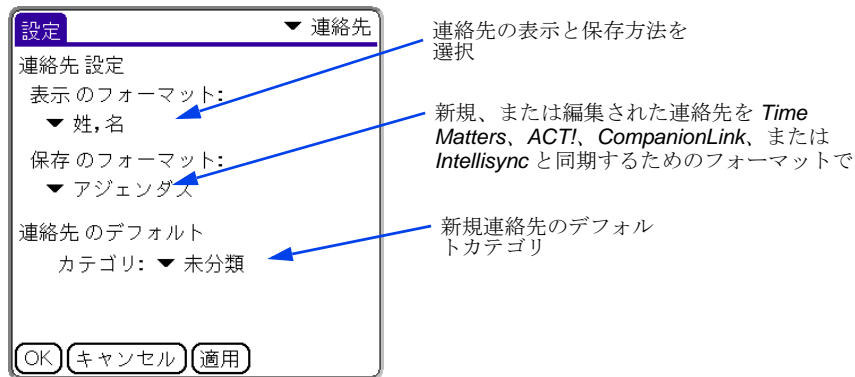 設定 ▼ 連絡先
連絡先 設定
表示 のフォーマット:
▼ 姓, 名
保存 のフォーマット:
▼ アジェンダス
連絡先 のデフォルト
カテゴリ: ▼ 未分類
OK キャンセル 適用
連絡先の表示と保存方法を
選択
新規、または編集された連絡先を Time
Matters、ACT!、CompanionLink、または
Intellisync と同期するためのフォーマットで
新規連絡先のデフォル
トカテゴリ